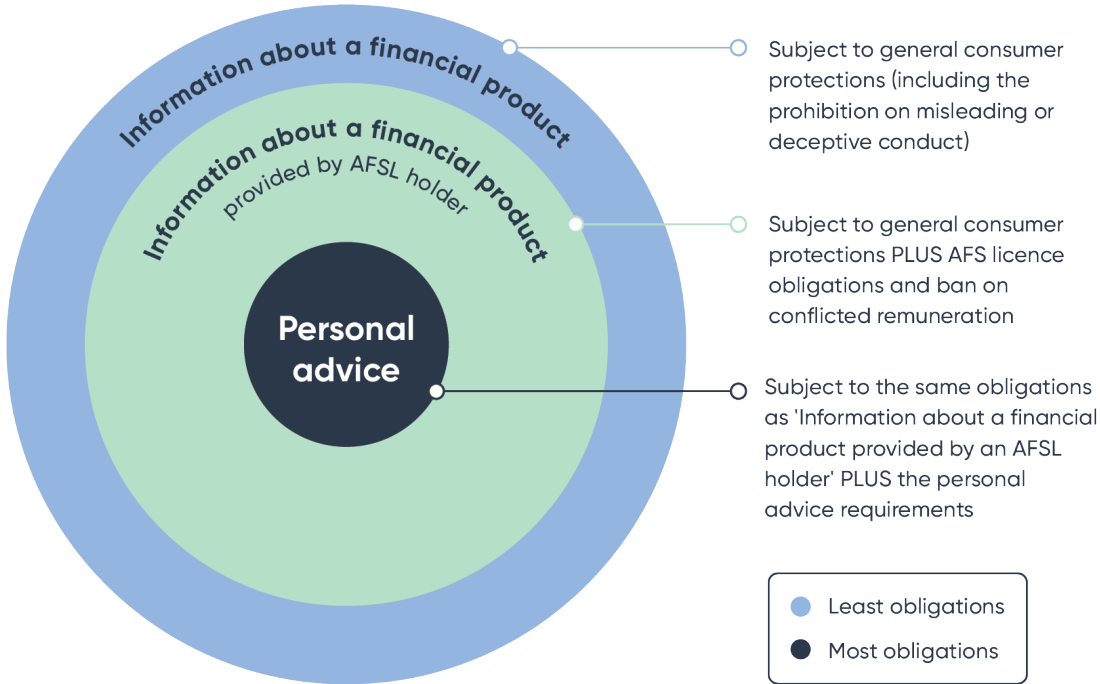 Information about a financial product
Subject to general consumer
protections (including the
prohibition on misleading or
deceptive conduct)
Information about a financial product
provided by AFSL holder
Subject to general consumer
protections PLUS AFS licence
obligations and ban on
conflicted remuneration
Personal
advice
Subject to the same obligations
as 'Information about a financial
product provided by an AFSL
holder' PLUS the personal
advice requirements
Least obligations
Most obligations